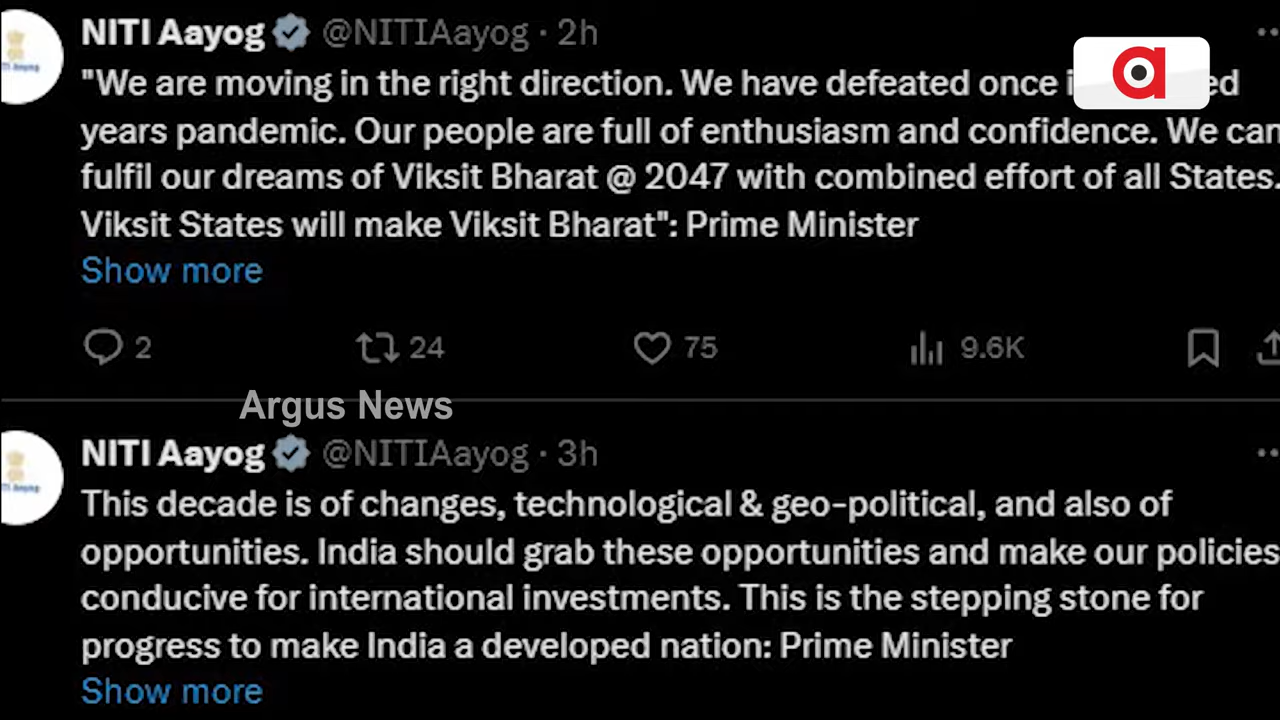 NITI Aayog @NITIAayog · 2h
"We are moving in the right direction. We have defeated once
years pandemic. Our people are full of enthusiasm and confidence. We can
fulfil our dreams of Viksit Bharat @ 2047 with combined effort of all States.
Viksit States will make Viksit Bharat": Prime Minister
Show more
2 24 75 9.6K
Argus News
NITI Aayog @NITIAayog · 3h
This decade is of changes, technological & geo-political, and also of
opportunities. India should grab these opportunities and make our policies
conducive for international investments. This is the stepping stone for
progress to make India a developed nation: Prime Minister
Show more